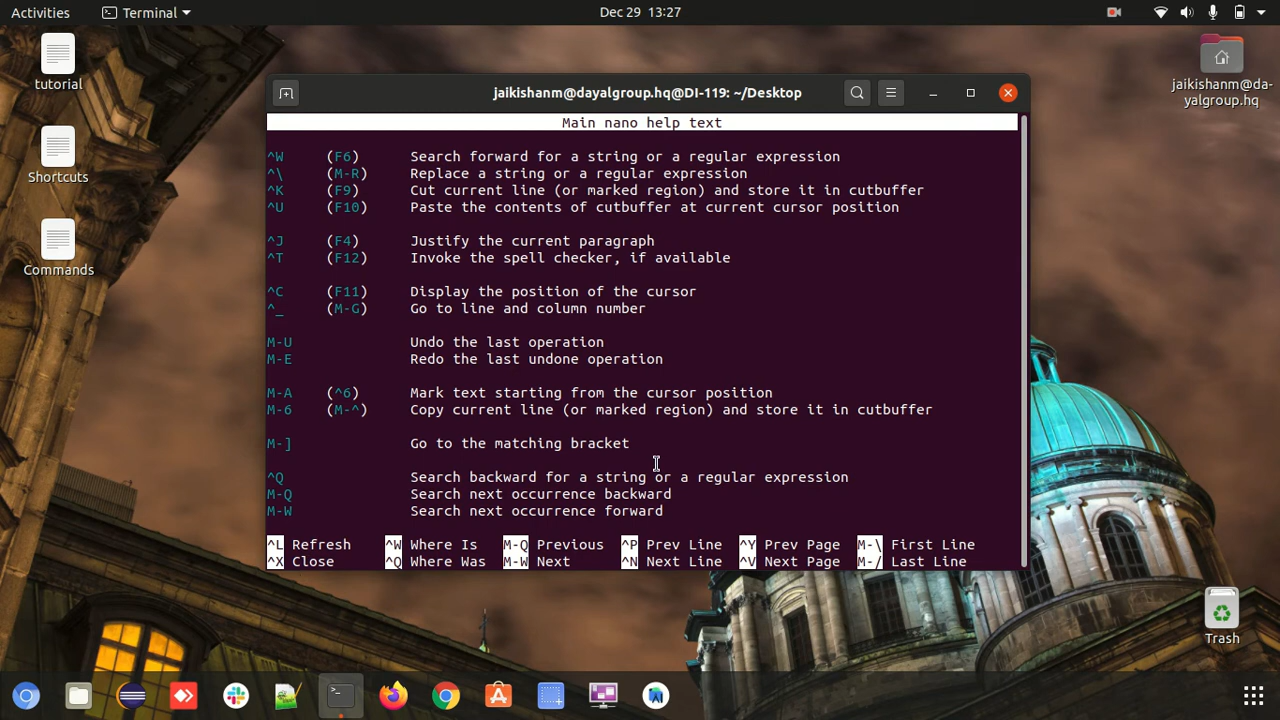 Activities
Terminal
Dec 29 13:27
tutorial
Shortcuts
Commands
jaikishanm@dayalgroup.hq@DI-119: ~/Desktop
Main nano help text
^W (F6) Search forward for a string or a regular expression
^\ (M-R) Replace a string or a regular expression
^K (F9) Cut current line (or marked region) and store it in cutbuffer
^U (F10) Paste the contents of cutbuffer at current cursor position
^J (F4) Justify the current paragraph
^T (F12) Invoke the spell checker, if available
^C (F11) Display the position of the cursor
^_ (M-G) Go to line and column number
M-U Undo the last operation
M-E Redo the last undone operation
M-A (^6) Mark text starting from the cursor position
M-6 (M-^) Copy current line (or marked region) and store it in cutbuffer
M-] Go to the matching bracket
^Q Search backward for a string or a regular expression
M-Q Search next occurrence backward
M-W Search next occurrence forward
^L Refresh ^W Where Is M-Q Previous ^P Prev Line ^Y Prev Page M-\ First Line
^X Close ^Q Where Was M-W Next ^N Next Line ^V Next Page M-/ Last Line
jaikishanm@da-
yalgroup.hq
Trash